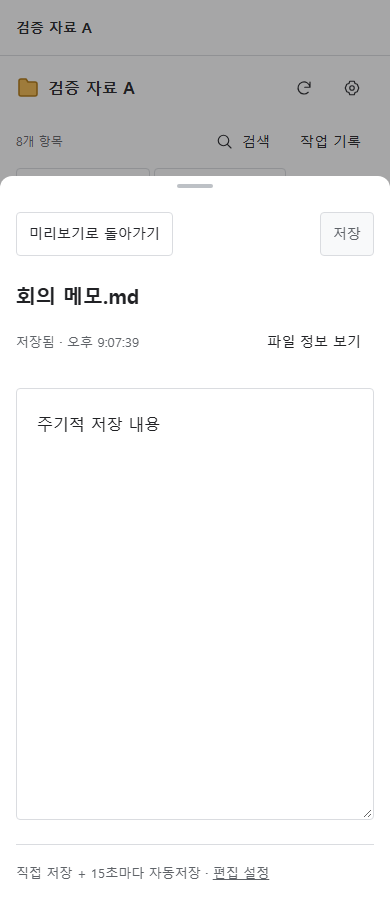 검증 자료 A
검증 자료 A
8개 항목 검색 작업 기록
미리보기로 돌아가기 저장
회의 메모.md
저장됨 · 오후 9:07:39 파일 정보 보기
주기적 저장 내용
직접 저장 + 15초마다 자동저장 · 편집 설정